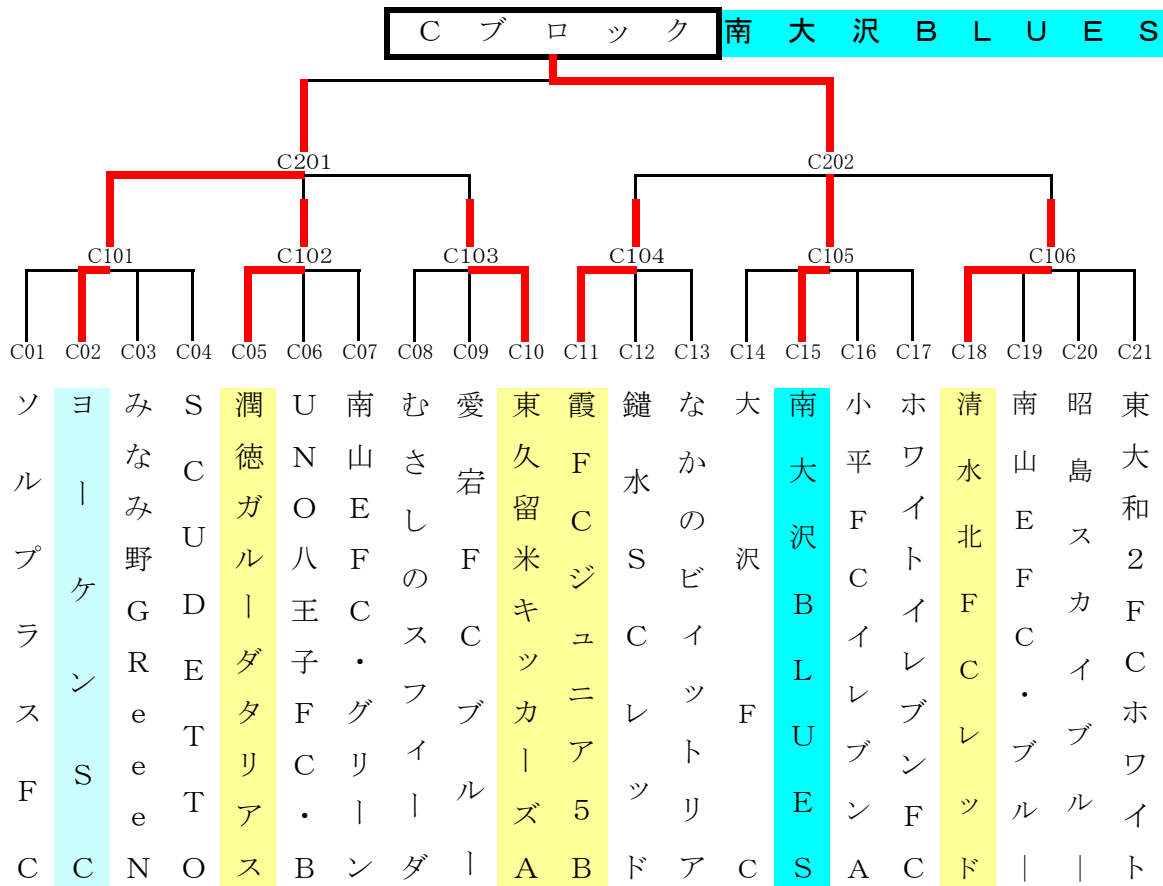 Cブロック 南大沢BLUES
C201 C202
C101 C102 C103 C104 C105 C106
C01 C02 C03 C04 C05 C06 C07 C08 C09 C10 C11 C12 C13 C14 C15 C16 C17 C18 C19 C20 C21
ソルプラスFC
ヨーケンSC
みなみ野GReeeN
SCUDETTO
潤徳ガルーダタリアス
UNO八王子FC・B
南山EFC・グリーン
むさしのスフィーダ
愛宕FCブルー
東久留米キッカーズA
霞FCジュニア5B
鑓水SCレッド
なかのビィットリア
大沢FC
南大沢BLUES
小平FCイレブンA
ホワイトイレブンFC
清水北FCレッド
南山EFC・ブルー
昭島スカイブルー
東大和2FCホワイト